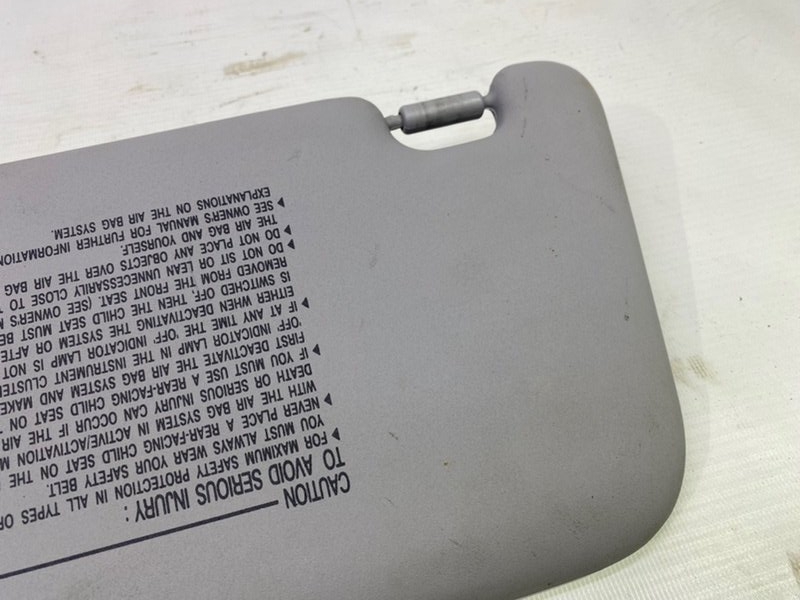 CAUTION
TO AVOID SERIOUS INJURY:
FOR MAXIMUM SAFETY PROTECTION IN ALL TYPES OF
YOU MUST ALWAYS WEAR YOUR SAFETY BELT.
NEVER PLACE A REAR-FACING CHILD SEAT ON THE
WITH THE AIR BAG SYSTEM IN ACTIVE/ACTIVATION
DEATH OR SERIOUS INJURY CAN OCCUR IF THE AIR
IF YOU MUST USE A REAR-FACING CHILD SEAT ON
FIRST DEACTIVATE THE AIR BAG SYSTEM AND MAKE
'OFF' INDICATOR LAMP IN THE INSTRUMENT CLUSTER
IF AT ANY TIME THE 'OFF' INDICATOR LAMP IS NOT
EITHER WHEN DEACTIVATING THE SYSTEM OR AFTER
IS SWITCHED OFF, THEN THE CHILD SEAT MUST BE
REMOVED FROM THE FRONT SEAT. (SEE OWNER'S
DO NOT SIT OR LEAN UNNECESSARILY CLOSE TO
DO NOT PLACE ANY OBJECTS OVER THE AIR BAG
THE AIR BAG AND YOURSELF.
SEE OWNER'S MANUAL FOR FURTHER INFORMATION
EXPLANATIONS ON THE AIR BAG SYSTEM.